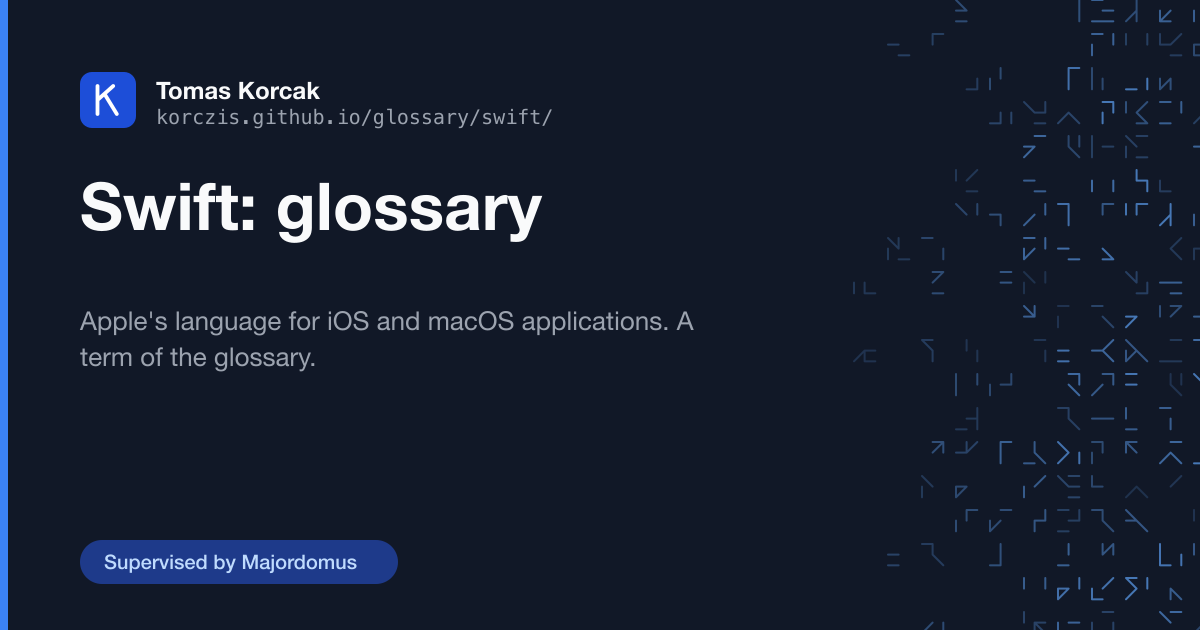 K
Tomas Korcak
korczis.github.io/glossary/swift/
Swift: glossary
Apple's language for iOS and macOS applications. A
term of the glossary.
Supervised by Majordomus